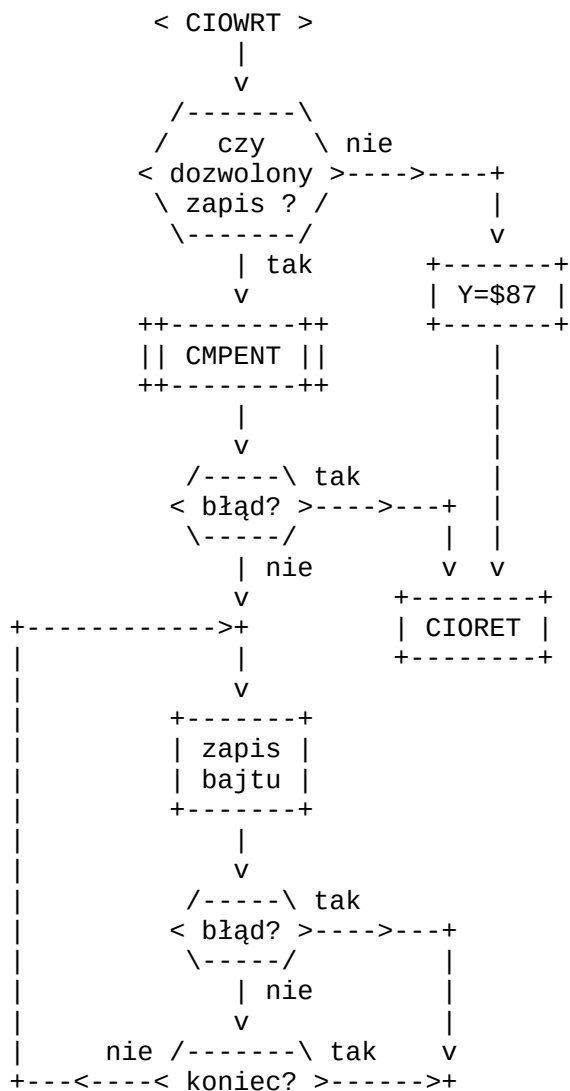 < CIOWRT >
|
v
/-------\
/ czy \ nie
< dozwolony >---->----+
\ zapis ? / |
\-------/ v
| tak +-------+
v | Y=$87 |
++--------++ +-------+
|| CMPENT || |
++--------++ |
| |
v |
/-----\ tak |
< błąd? >---->---+ |
\-----/ | |
| nie v v
v +--------+
+------------>+ | CIORET |
| | +--------+
| v
| +-------+
| | zapis |
| | bajtu |
| +-------+
| |
| v
| /-----\ tak
| < błąd? >---->---+
| \-----/ |
| | nie |
| v |
| nie /-------\ tak v
+---<----< koniec? >------>+